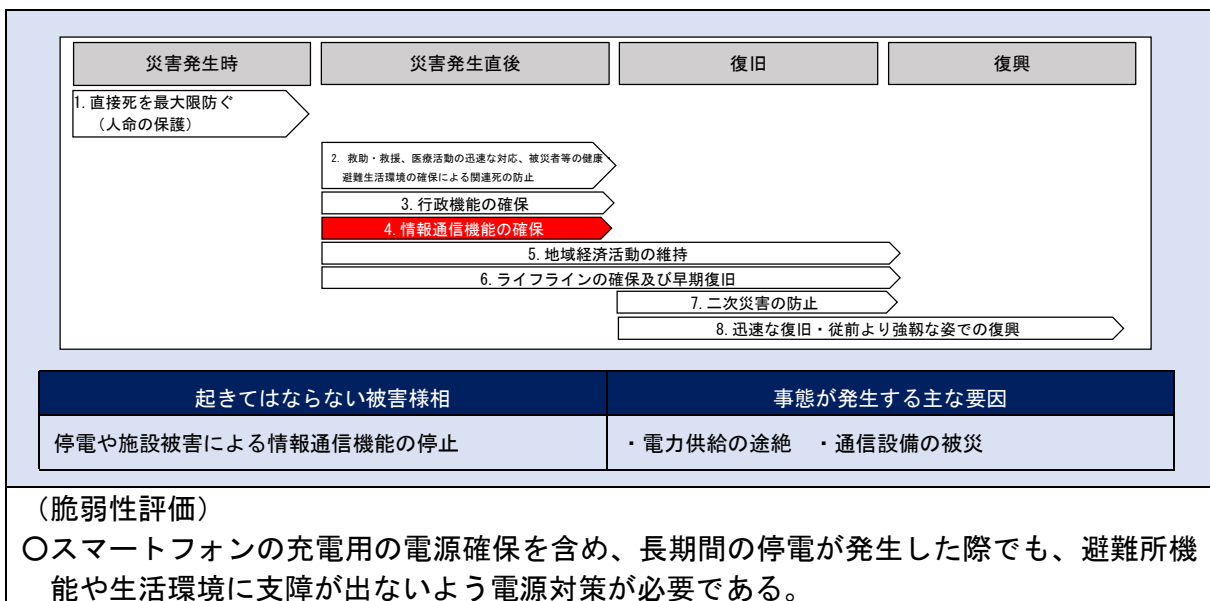 災害発生時
災害発生直後
復旧
復興
1. 直接死を最大限防ぐ
（人命の保護）
2. 救助・救援、医療活動の迅速な対応、被災者等の健康・
避難生活環境の確保による関連死の防止
3. 行政機能の確保
4. 情報通信機能の確保
5. 地域経済活動の維持
6. ライフラインの確保及び早期復旧
7. 二次災害の防止
8. 迅速な復旧・従前より強靱な姿での復興
起きてはならない被害様相
事態が発生する主な要因
停電や施設被害による情報通信機能の停止
・電力供給の途絶　・通信設備の被災
（脆弱性評価）
〇スマートフォンの充電用の電源確保を含め、長期間の停電が発生した際でも、避難所機
能や生活環境に支障が出ないよう電源対策が必要である。